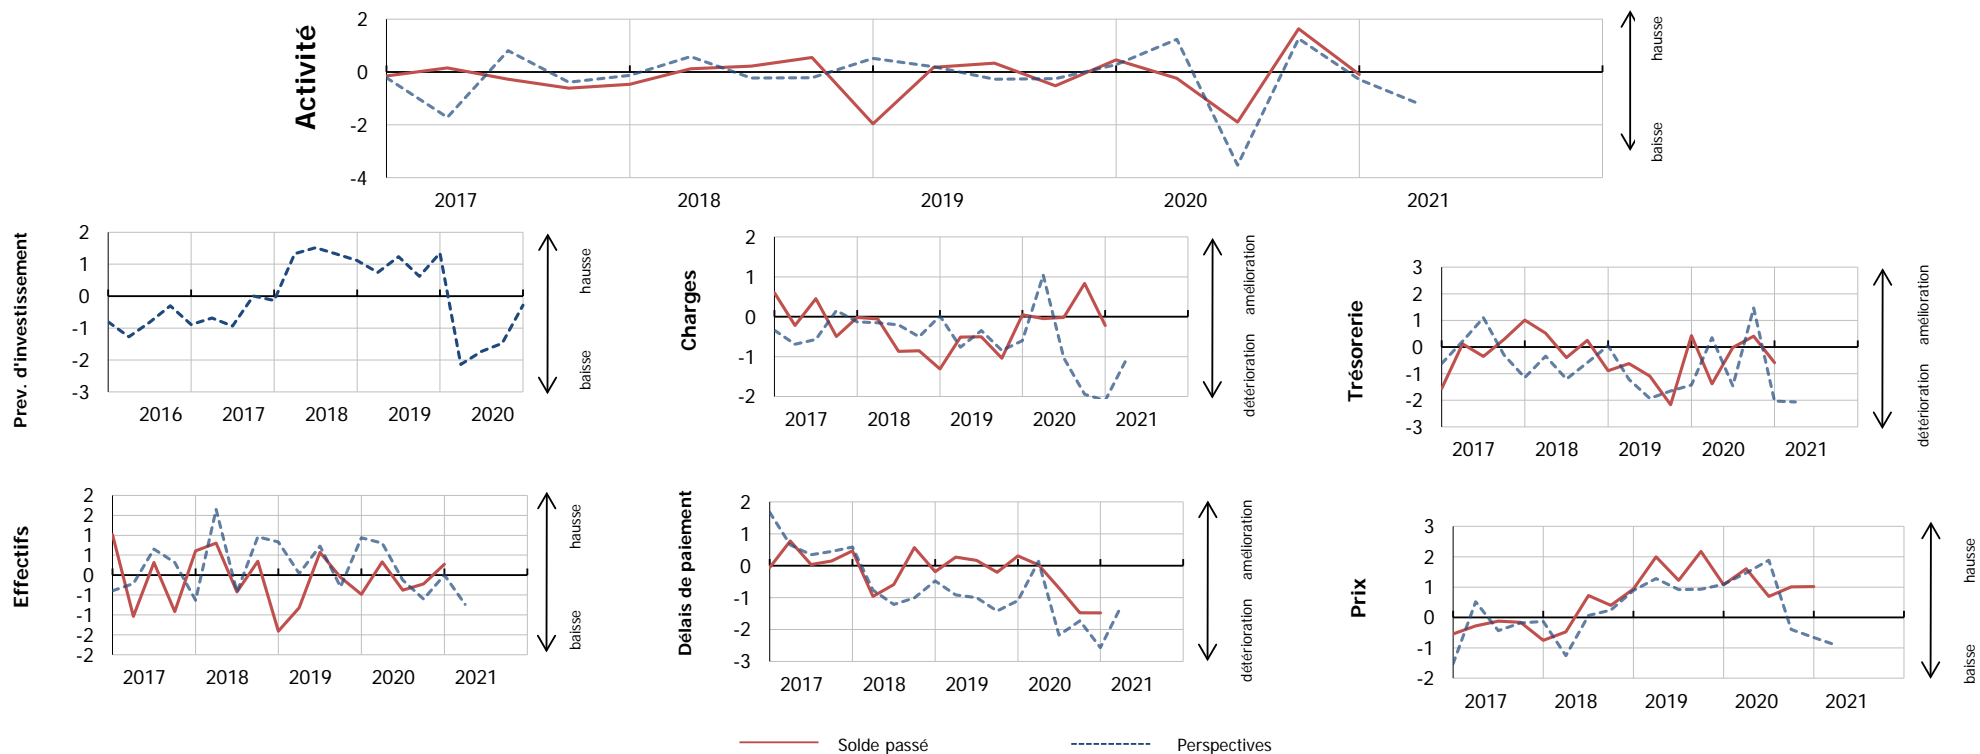 Activité
2
0
-2
-4
2017 2018 2019 2020 2021
hausse
baisse
Prev. d'investissement
2
1
0
-1
-2
-3
2016 2017 2018 2019 2020
hausse
baisse
Charges
2
1
0
-1
-2
2017 2018 2019 2020 2021
amélioration
détérioration
Trésorerie
3
2
1
0
-1
-2
-3
2017 2018 2019 2020 2021
amélioration
détérioration
Effectifs
2
2
1
1
0
-1
-1
-2
-2
2017 2018 2019 2020 2021
hausse
baisse
Délais de paiement
2
1
0
-1
-2
-3
2017 2018 2019 2020 2021
amélioration
détérioration
Prix
3
2
1
0
-1
-2
2017 2018 2019 2020 2021
hausse
baisse
Solde passé Perspectives